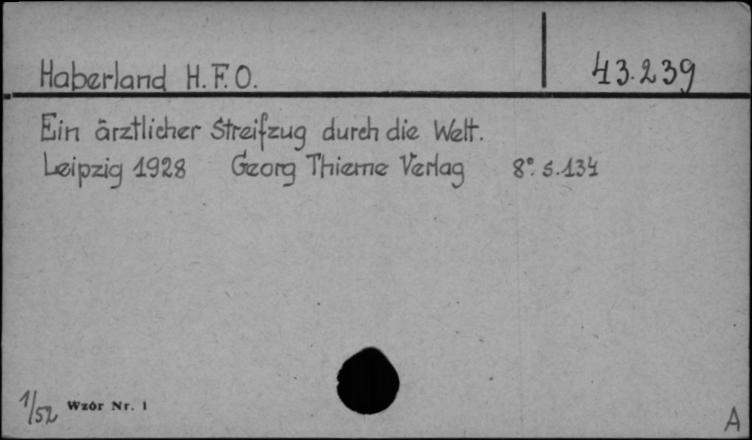 Haberland H.F.O. 43.239
Ein ärztlicher Streifzug durch die Welt.
Leipzig 1928 Georg Thieme Verlag 8° s.134
1/52 Wzór Nr. 1
A